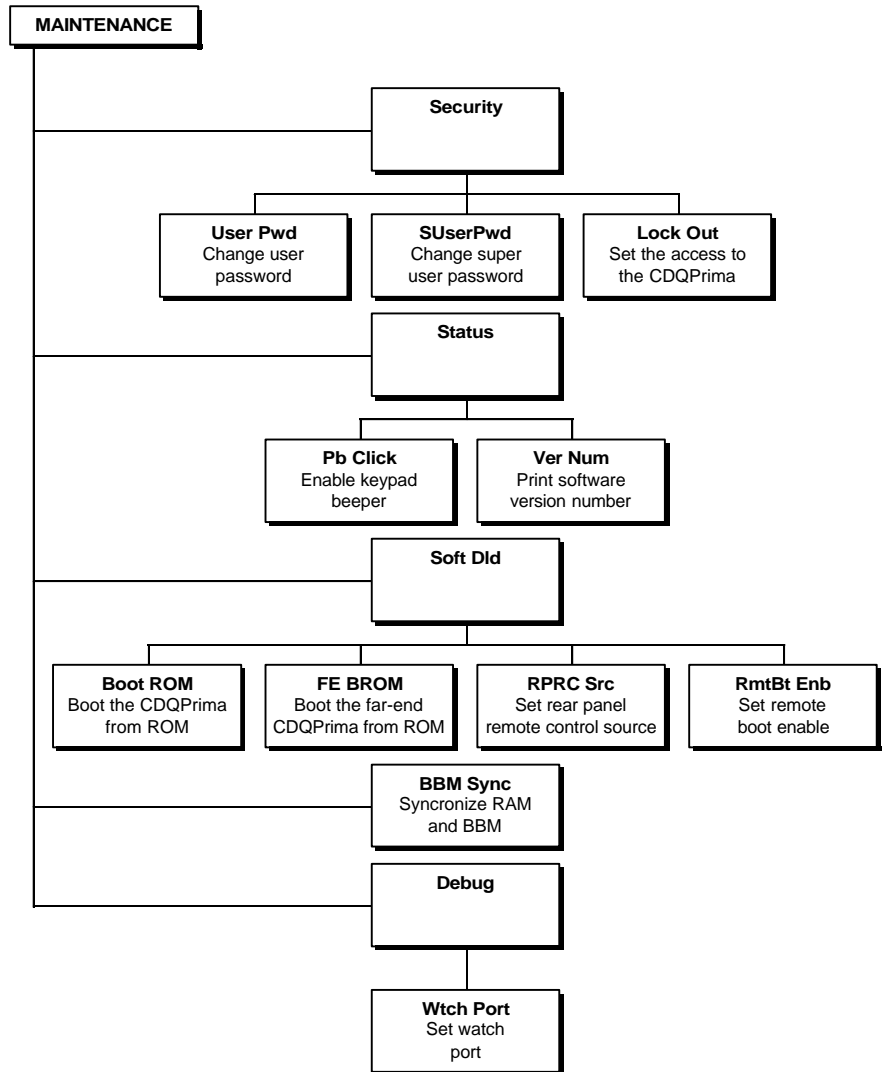 MAINTENANCE
Security
User Pwd
Change user
password
SUserPwd
Change super
user password
Lock Out
Set the access to
the CDQPrima
Status
Pb Click
Enable keypad
beeper
Ver Num
Print software
version number
Soft Dld
Boot ROM
Boot the CDQPrima
from ROM
FE BROM
Boot the far-end
CDQPrima from ROM
RPRC Src
Set rear panel
remote control source
RmtBt Enb
Set remote
boot enable
BBM Sync
Syncronize RAM
and BBM
Debug
Wtch Port
Set watch
port